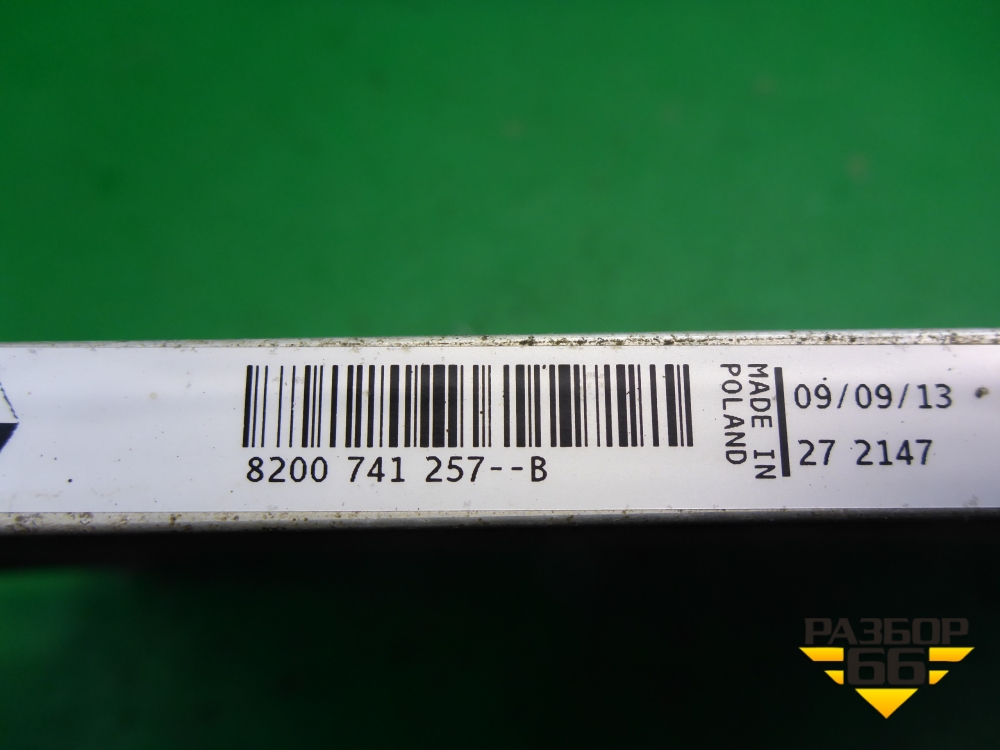 8200 741 257--B
MADE IN
POLAND
09/09/13
27 2147
РАЗБОР
66